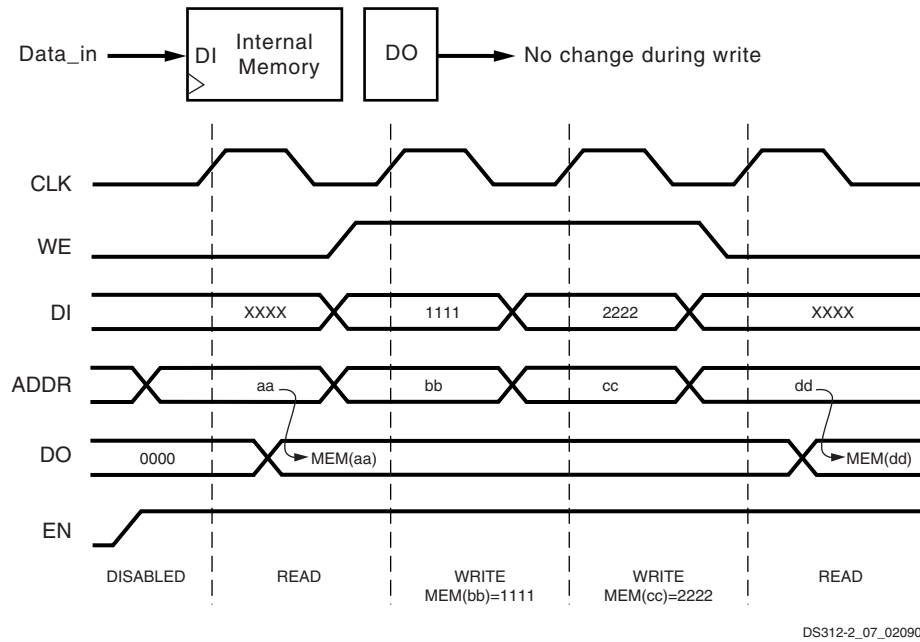 Data_in
DI
Internal
Memory
DO
No change during write
CLK
WE
DI
XXXX
1111
2222
XXXX
ADDR
aa
bb
cc
dd
DO
0000
MEM(aa)
MEM(dd)
EN
DISABLED
READ
WRITE
MEM(bb)=1111
WRITE
MEM(cc)=2222
READ
DS312-2_07_02090